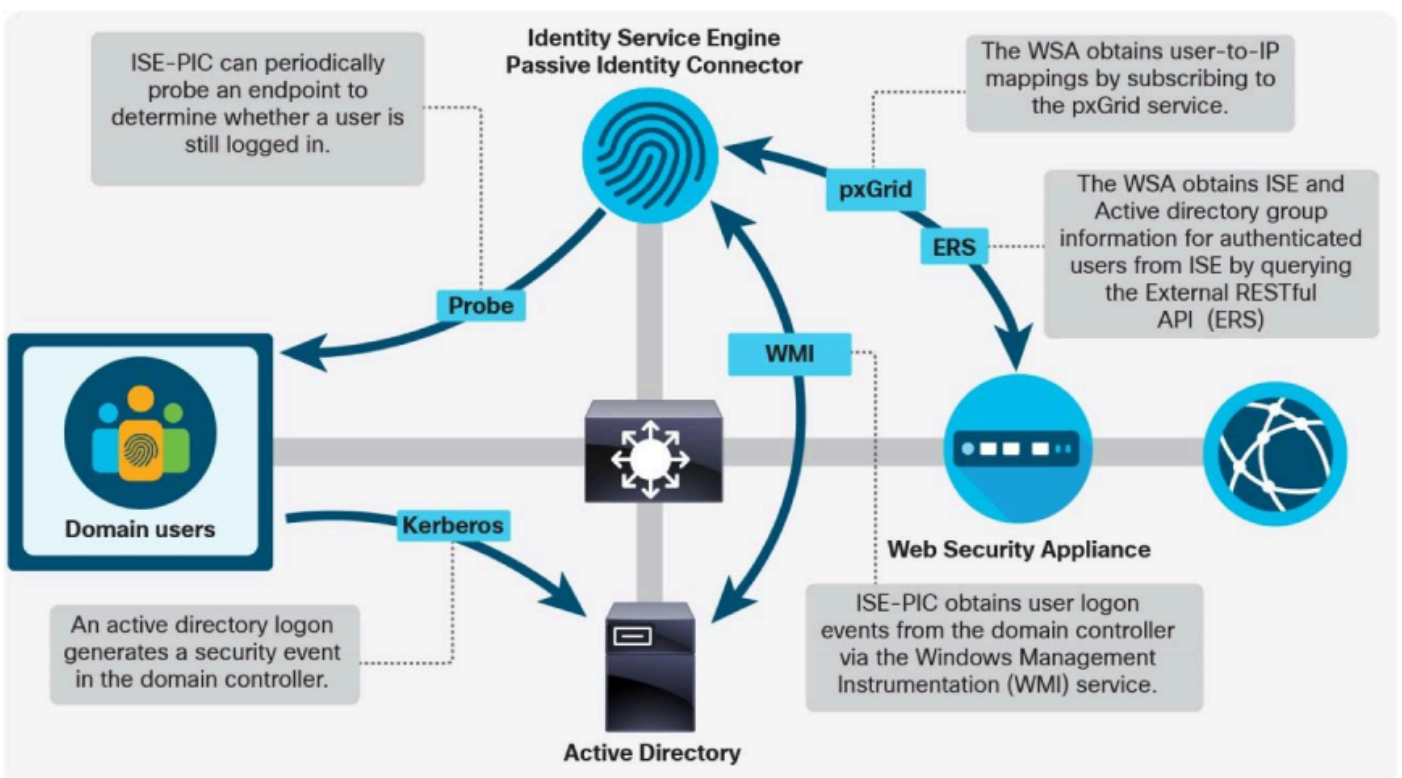 Identity Service Engine
Passive Identity Connector
ISE-PIC can periodically
probe an endpoint to
determine whether a user is
still logged in.
The WSA obtains user-to-IP
mappings by subscribing to
the pxGrid service.
pxGrid
The WSA obtains ISE and
Active directory group
information for authenticated
users from ISE by querying
the External RESTful
API (ERS)
ERS
Probe
WMI
Domain users
Kerberos
Web Security Appliance
An active directory logon
generates a security event
in the domain controller.
ISE-PIC obtains user logon
events from the domain controller
via the Windows Management
Instrumentation (WMI) service.
Active Directory